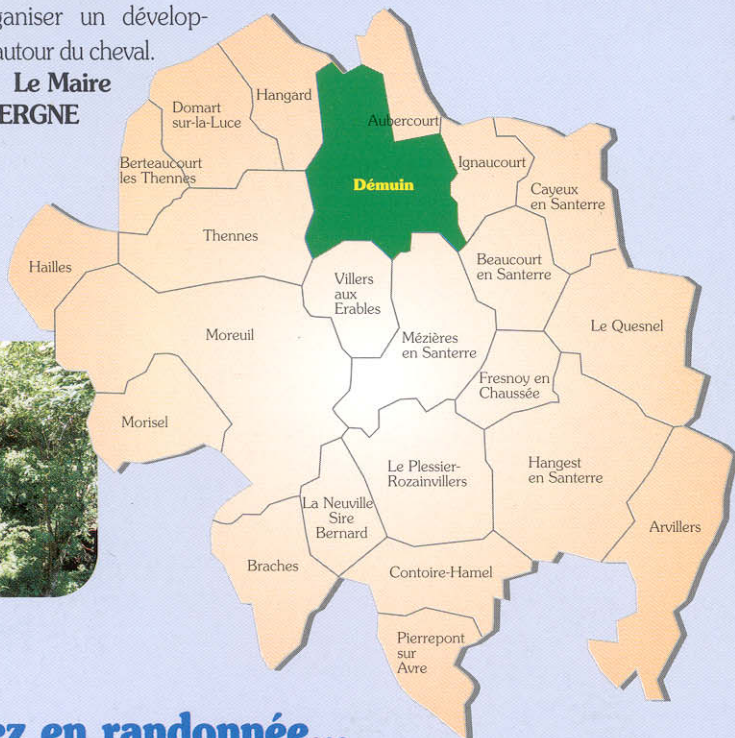 ganiser un dévelop-
autour du cheval.
Le Maire
ERGNE
Hangard
Domart
sur-la-Luce
Aubercourt
Berteaucourt
les Thennes
Ignaucourt
Démuin
Cayeux
en Santerre
Thennes
Hailles
Beaucourt
en Santerre
Villers
aux
Erables
Moreuil
Le Quesnel
Mézières
en Santerre
Fresnoy en
Chaussée
Morisel
Le Plessier-
Rozainvillers
Hangest
en Santerre
La Neuville
Sire
Bernard
Arvillers
Braches
Contoire-Hamel
Pierrepont
sur
Avre
ez en randonnée...